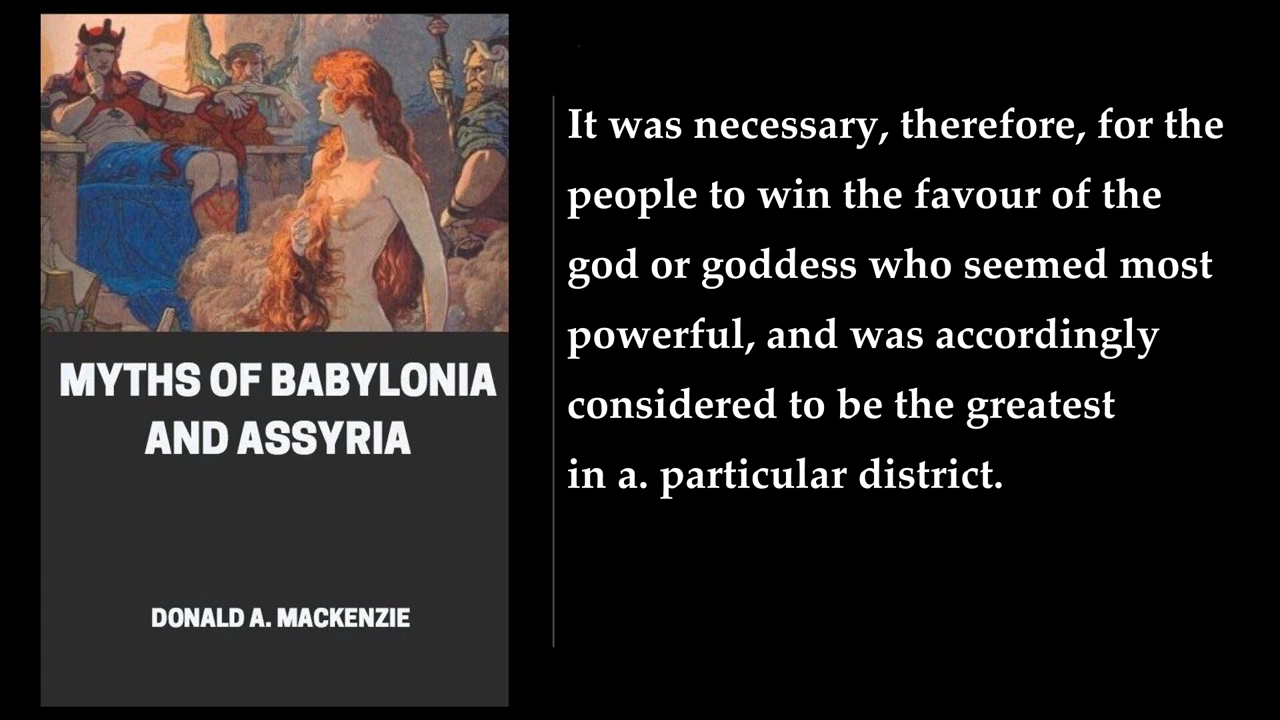 MYTHS OF BABYLONIA
AND ASSYRIA
DONALD A. MACKENZIE
It was necessary, therefore, for the
people to win the favour of the
god or goddess who seemed most
powerful, and was accordingly
considered to be the greatest
in a. particular district.